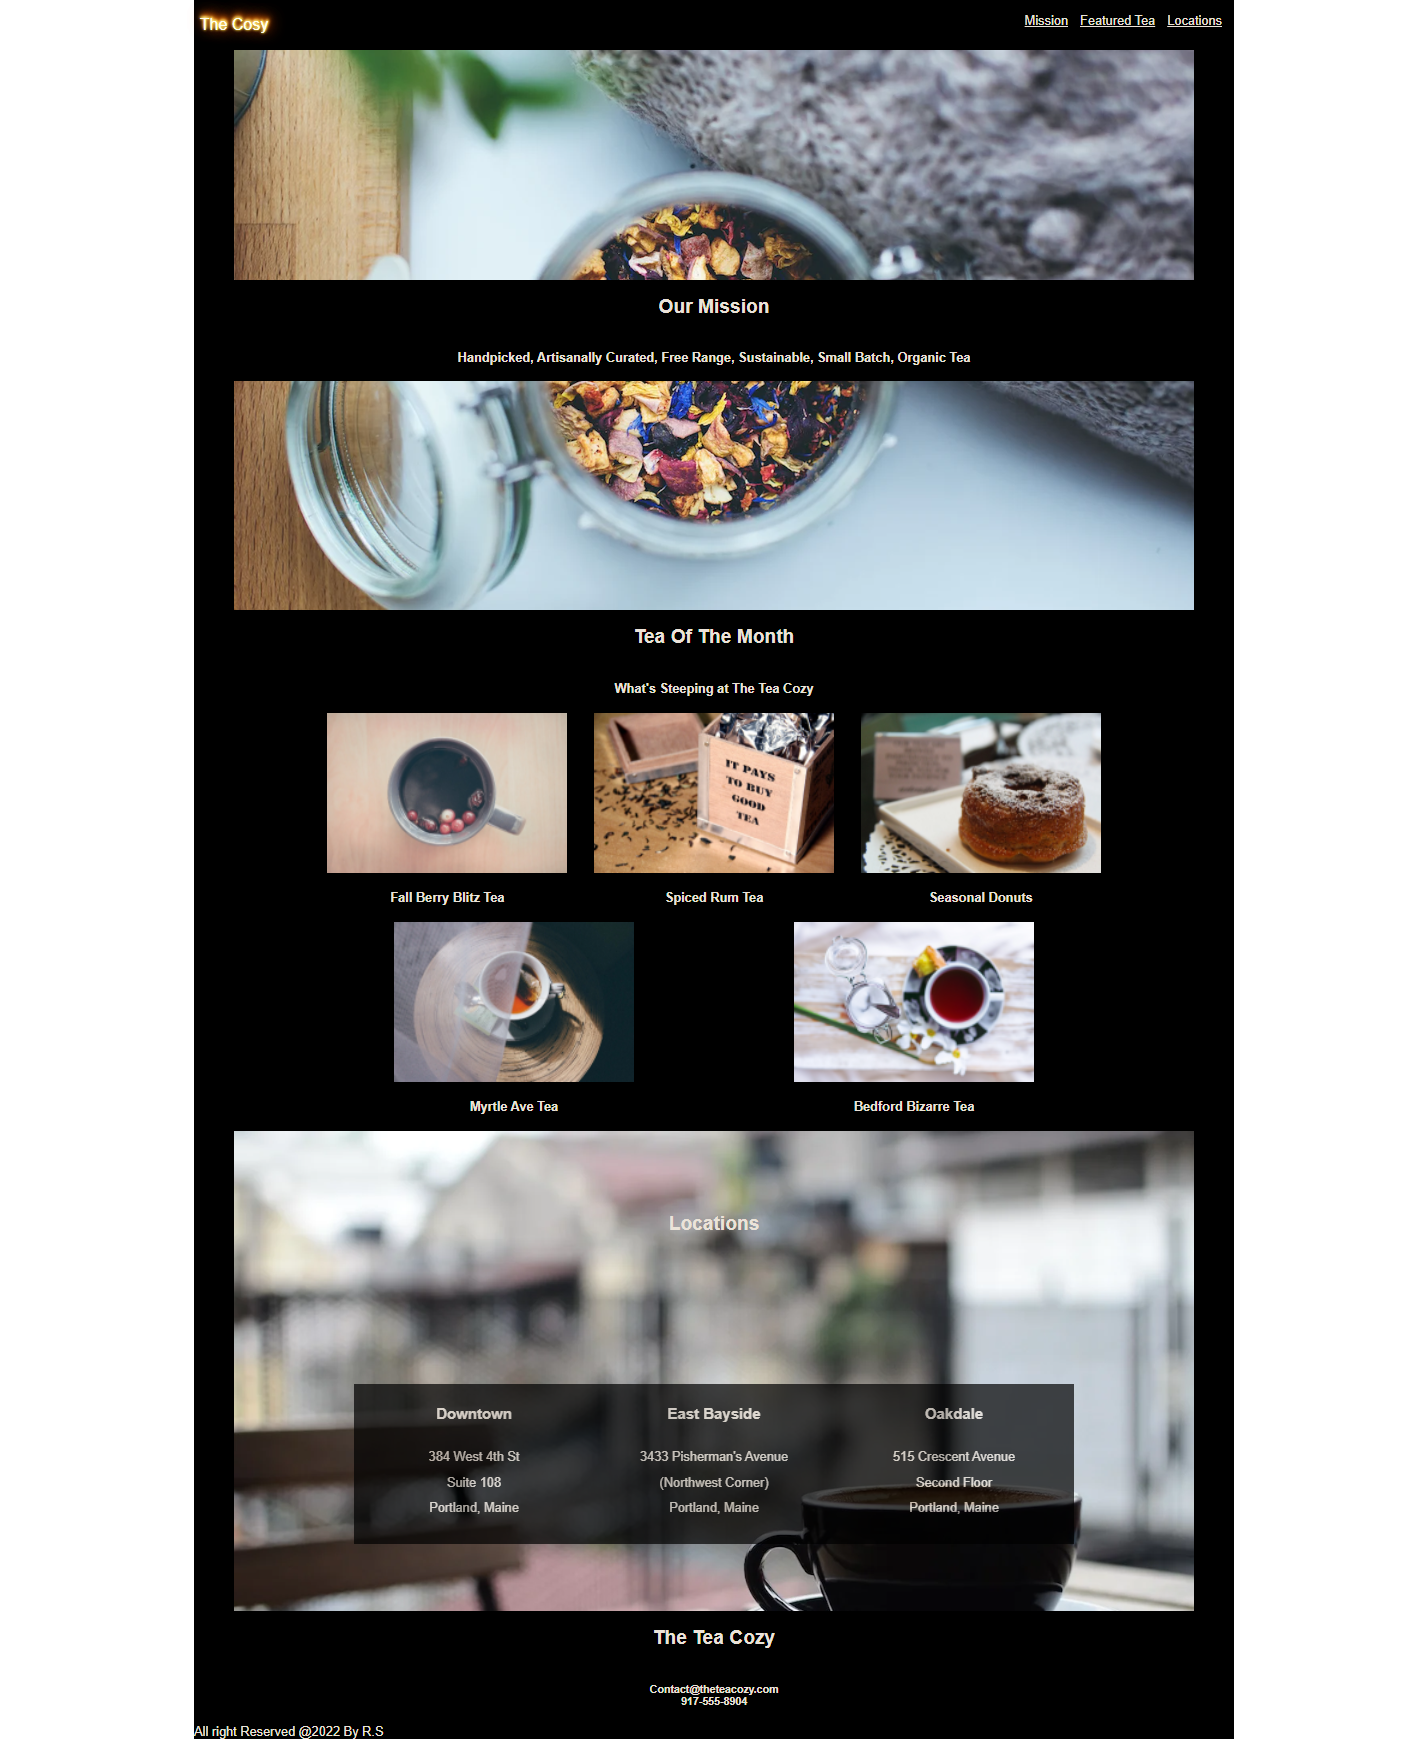 The Cosy
Mission Featured Tea Locations
Our Mission
Handpicked, Artisanally Curated, Free Range, Sustainable, Small Batch, Organic Tea
Tea Of The Month
What's Steeping at The Tea Cozy
IT PAYS
TO BUY
GOOD
TEA
Fall Berry Blitz Tea
Spiced Rum Tea
Seasonal Donuts
Myrtle Ave Tea
Bedford Bizarre Tea
Locations
Downtown
384 West 4th St
Suite 108
Portland, Maine
East Bayside
3433 Pisherman's Avenue
(Northwest Corner)
Portland, Maine
Oakdale
515 Crescent Avenue
Second Floor
Portland, Maine
The Tea Cozy
Contact@theteacozy.com
917-555-8904
All right Reserved @2022 By R.S